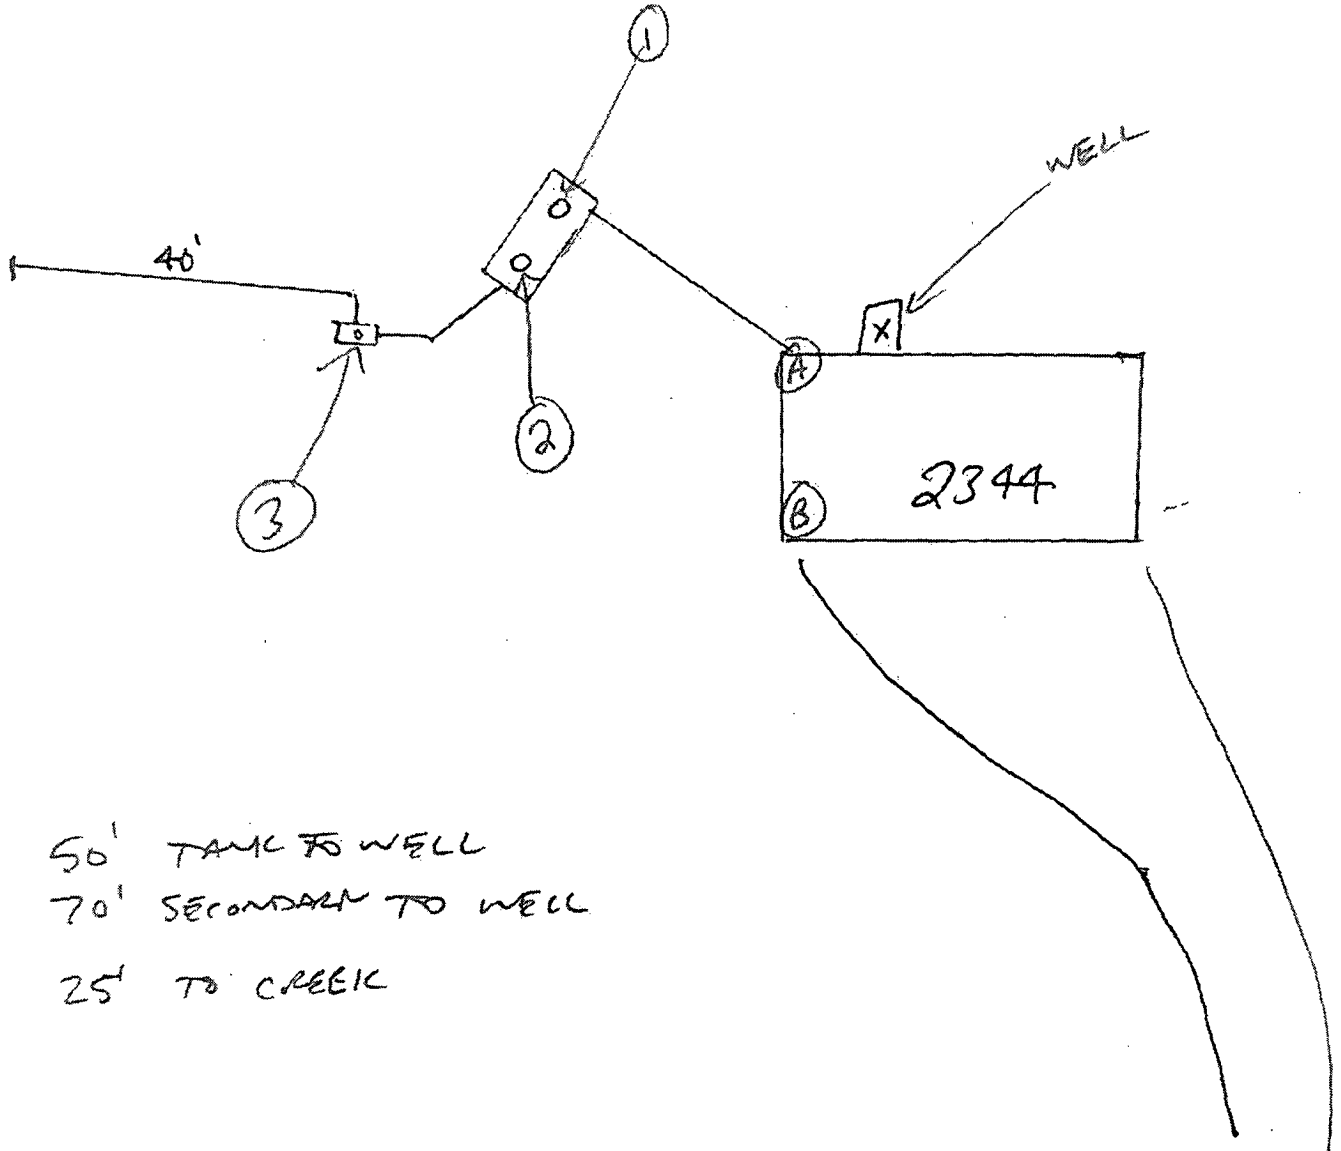 1
WELL
40'
X
A
2
2344
3
B
50' TANK TO WELL
70' SECONDARY TO WELL
25' TO CREEK